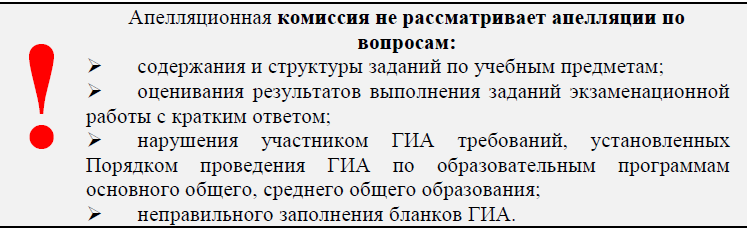 Апелляционная комиссия не рассматривает апелляции по
вопросам:
➢ содержания и структуры заданий по учебным предметам;
➢ оценивания результатов выполнения заданий экзаменационной
работы с кратким ответом;
➢ нарушения участником ГИА требований, установленных
Порядком проведения ГИА по образовательным программам
основного общего, среднего общего образования;
➢ неправильного заполнения бланков ГИА.